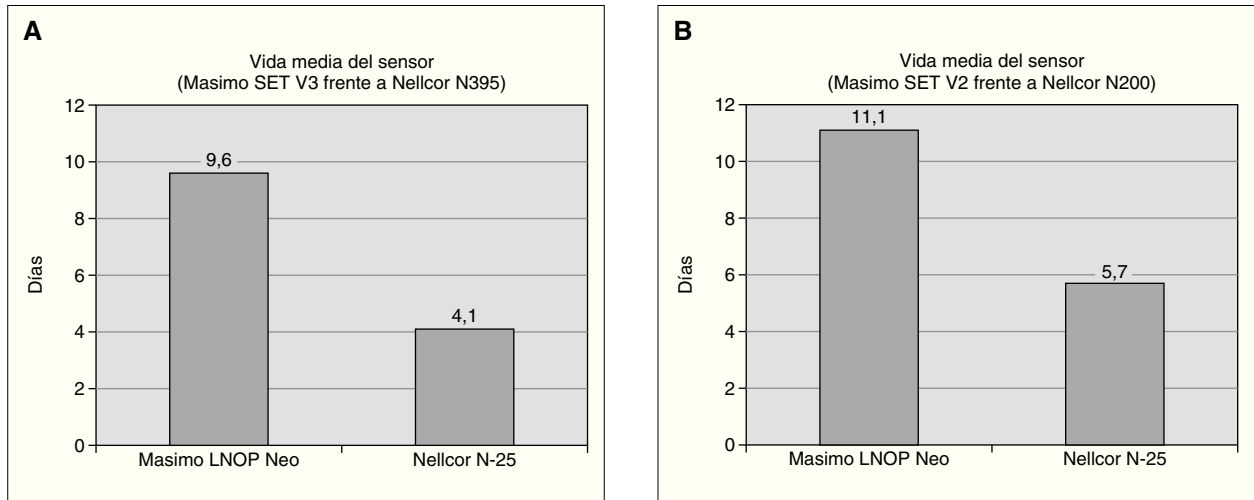 A
Vida media del sensor
(Masimo SET V3 frente a Nellcor N395)
Días
12
10
8
6
4
2
0
9,6
4,1
Masimo LNOP Neo
Nellcor N-25
B
Vida media del sensor
(Masimo SET V2 frente a Nellcor N200)
Días
12
10
8
6
4
2
0
11,1
5,7
Masimo LNOP Neo
Nellcor N-25